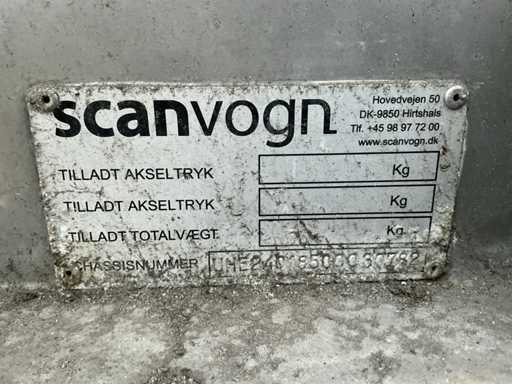 scanvogn
Hovedvejen 50
DK-9850 Hirtshals
Tlf. +45 98 97 72 00
www.scanvogn.dk
TILLADT AKSELTRYK Kg
TILLADT AKSELTRYK Kg
TILLADT TOTALVÆGT Kg
CHASSISNUMMER